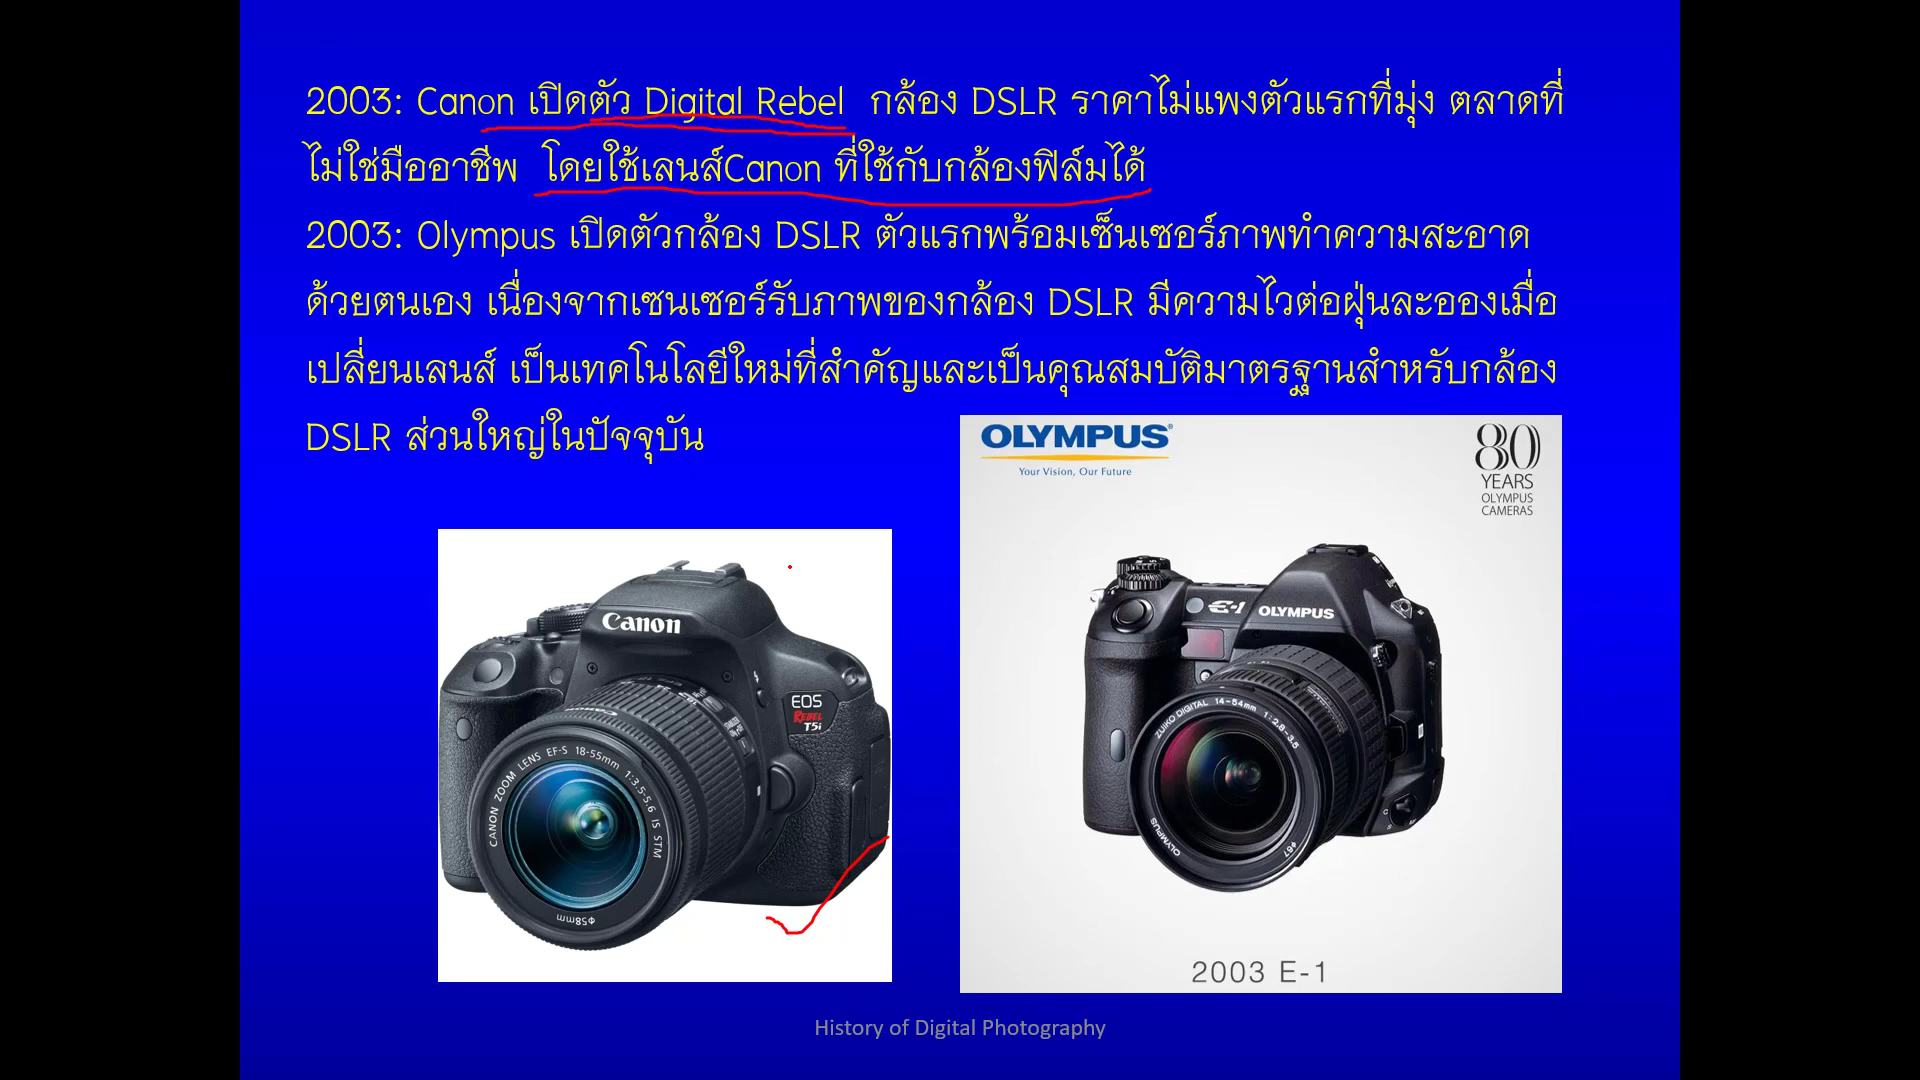 2003: Canon เปิดตัว Digital Rebel กล้อง DSLR ราคาไม่แพงตัวแรกที่มุ่ง ตลาดที่
ไม่ใช่มืออาชีพ โดยใช้เลนส์Canon ที่ใช้กับกล้องฟิล์มได้
2003: Olympus เปิดตัวกล้อง DSLR ตัวแรกพร้อมเซ็นเซอร์ภาพทำความสะอาด
ด้วยตนเอง เนื่องจากเซนเซอร์รับภาพของกล้อง DSLR มีความไวต่อฝุ่นละอองเมื่อ
เปลี่ยนเลนส์ เป็นเทคโนโลยีใหม่ที่สำคัญและเป็นคุณสมบัติมาตรฐานสำหรับกล้อง
DSLR ส่วนใหญ่ในปัจจุบัน
OLYMPUS®
Your Vision, Our Future
80
YEARS
OLYMPUS
CAMERAS
Canon
EOS
REBEL
T5i
CANON ZOOM LENS EF-S 18-55mm 1:3.5-5.6 IS STM
φ58mm
E-1 OLYMPUS
ZUIKO DIGITAL 14-54mm 1:2.8-3.5
OLYMPUS
φ67
2003 E-1
History of Digital Photography